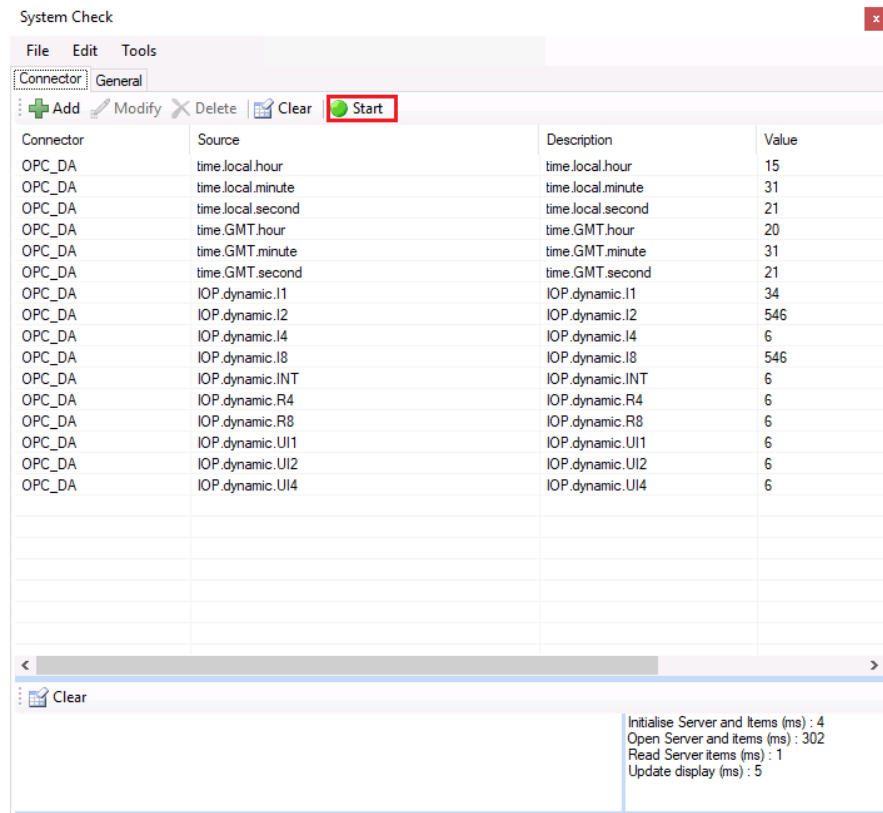 System Check
x
File Edit Tools
Connector General
Add Modify Delete Clear Start
Connector Source Description Value
OPC_DA time.local.hour time.local.hour 15
OPC_DA time.local.minute time.local.minute 31
OPC_DA time.local.second time.local.second 21
OPC_DA time.GMT.hour time.GMT.hour 20
OPC_DA time.GMT.minute time.GMT.minute 31
OPC_DA time.GMT.second time.GMT.second 21
OPC_DA IOP.dynamic.I1 IOP.dynamic.I1 34
OPC_DA IOP.dynamic.I2 IOP.dynamic.I2 546
OPC_DA IOP.dynamic.I4 IOP.dynamic.I4 6
OPC_DA IOP.dynamic.I8 IOP.dynamic.I8 546
OPC_DA IOP.dynamic.INT IOP.dynamic.INT 6
OPC_DA IOP.dynamic.R4 IOP.dynamic.R4 6
OPC_DA IOP.dynamic.R8 IOP.dynamic.R8 6
OPC_DA IOP.dynamic.UI1 IOP.dynamic.UI1 6
OPC_DA IOP.dynamic.UI2 IOP.dynamic.UI2 6
OPC_DA IOP.dynamic.UI4 IOP.dynamic.UI4 6
Clear
Initialise Server and Items (ms) : 4
Open Server and items (ms) : 302
Read Server items (ms) : 1
Update display (ms) : 5